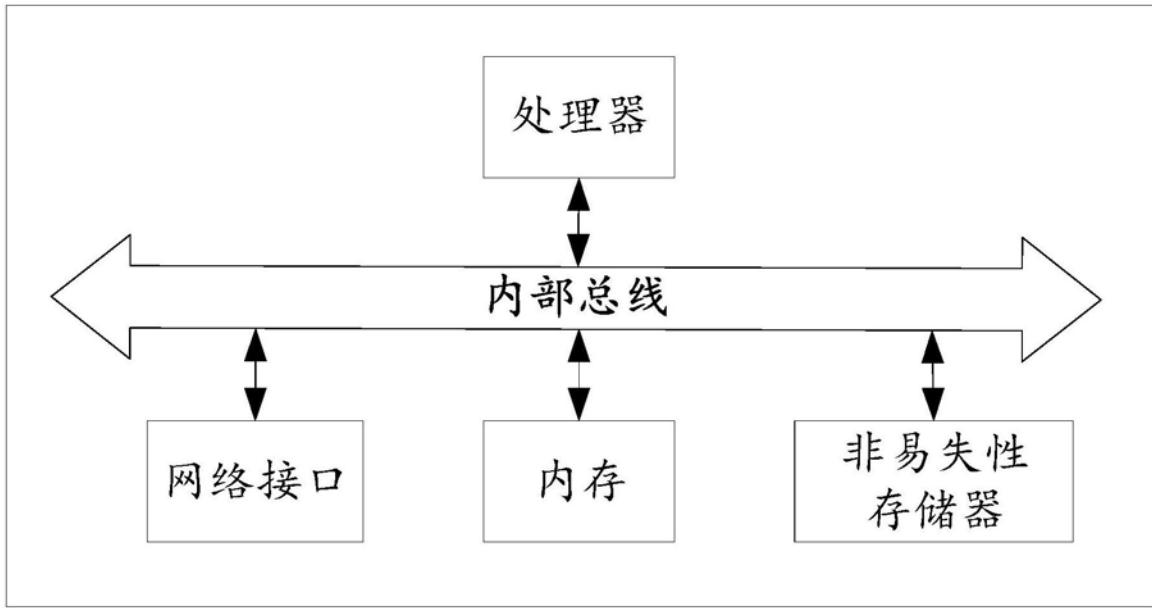 处理器
内部总线
网络接口
内存
非易失性
存储器